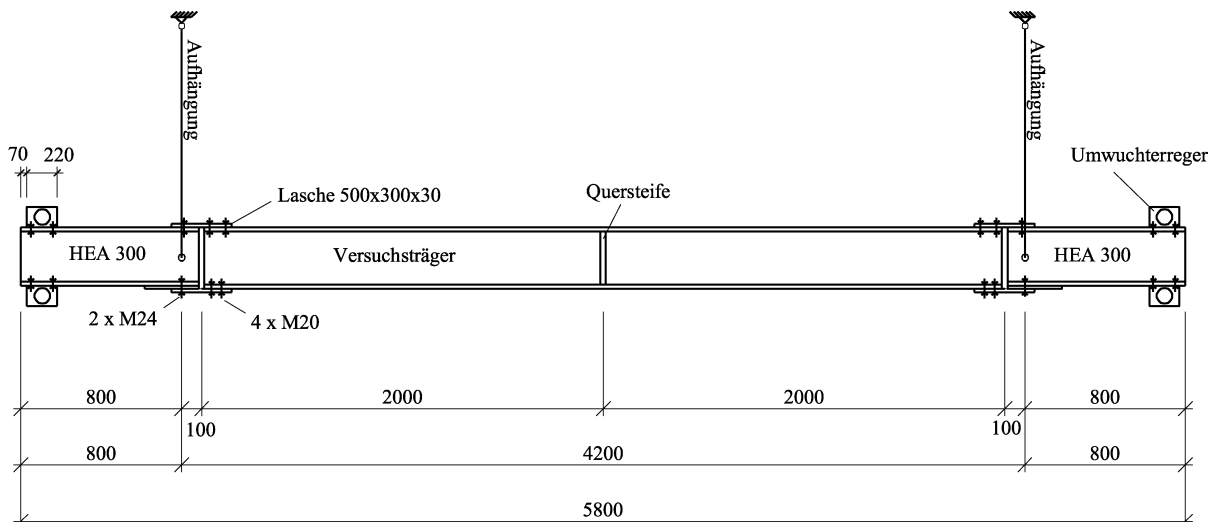 Aufhängung
Aufhängung
70 220
Umwuchterreger
Lasche 500x300x30
Quersteife
HEA 300
Versuchsträger
HEA 300
2 x M24
4 x M20
800
2000
2000
800
100
100
800
4200
800
5800